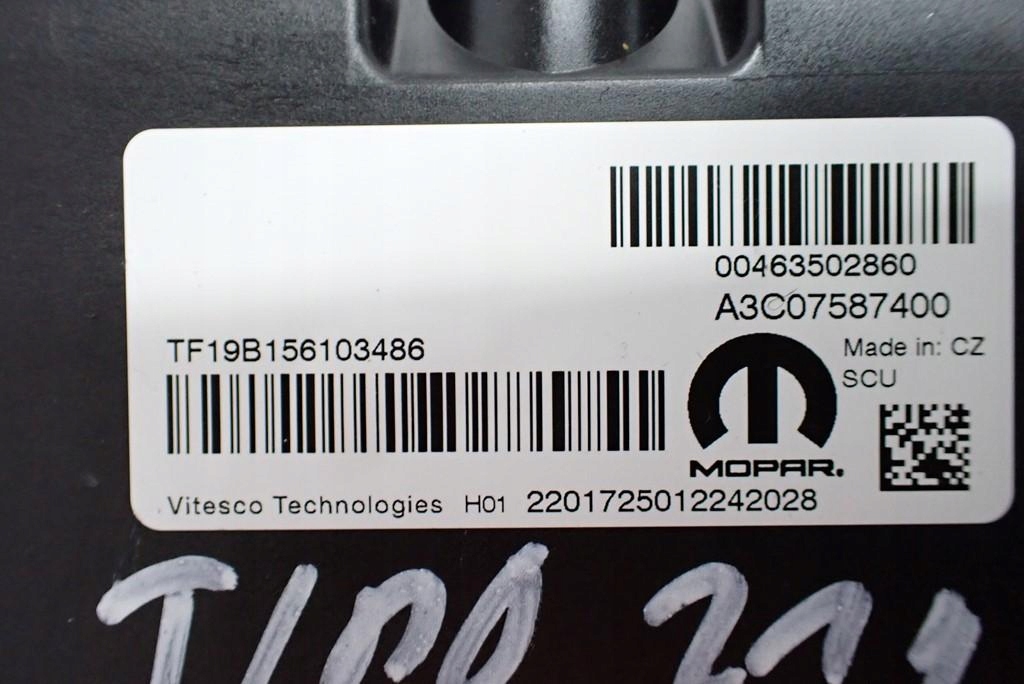 00463502860
A3C07587400
TF19B156103486
Made in: CZ
SCU
MOPAR.
Vitesco Technologies H01 2201725012242028
TIPO